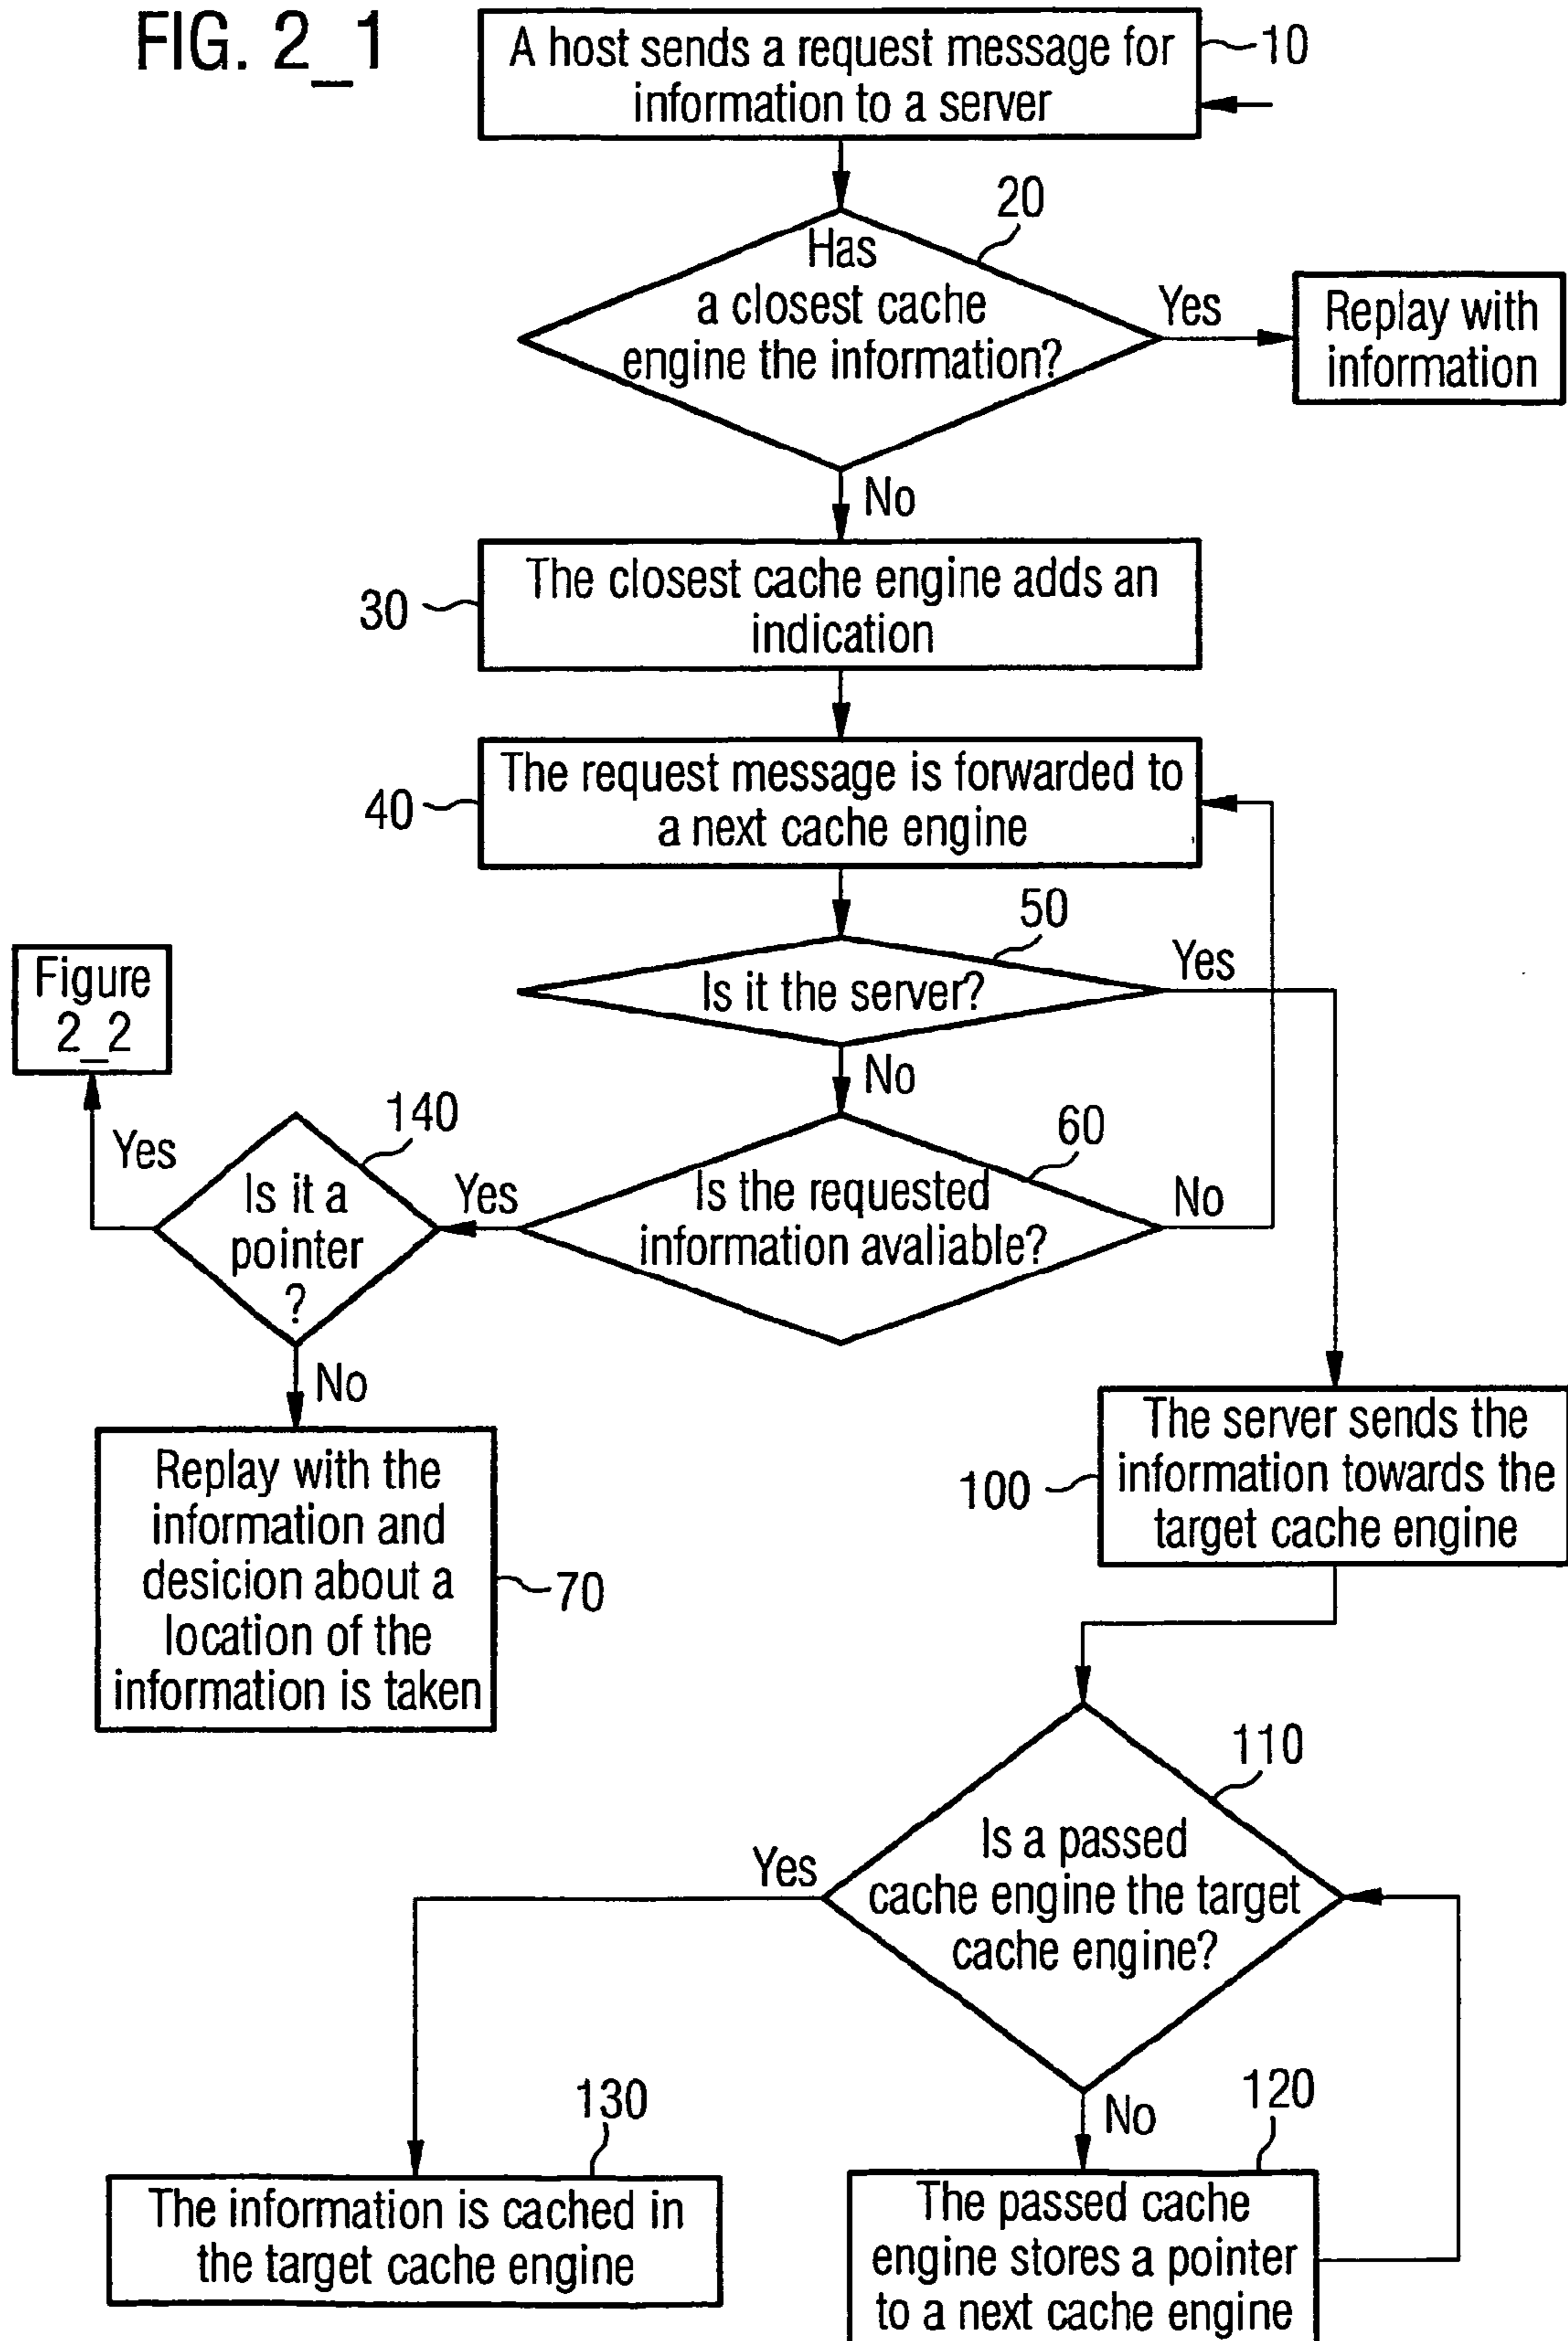 FIG. 2_1
A host sends a request message for
information to a server
10
20
Has
a closest cache
engine the information?
Yes
Replay with
information
No
30
The closest cache engine adds an
indication
40
The request message is forwarded to
a next cache engine
50
Is it the server?
Yes
No
Figure
2_2
Yes
140
Is it a
pointer
?
Yes
60
Is the requested
information avaliable?
No
No
Replay with the
information and
desicion about a
location of the
information is taken
70
100
The server sends the
information towards the
target cache engine
110
Is a passed
cache engine the target
cache engine?
Yes
No
130
The information is cached in
the target cache engine
120
The passed cache
engine stores a pointer
to a next cache engine